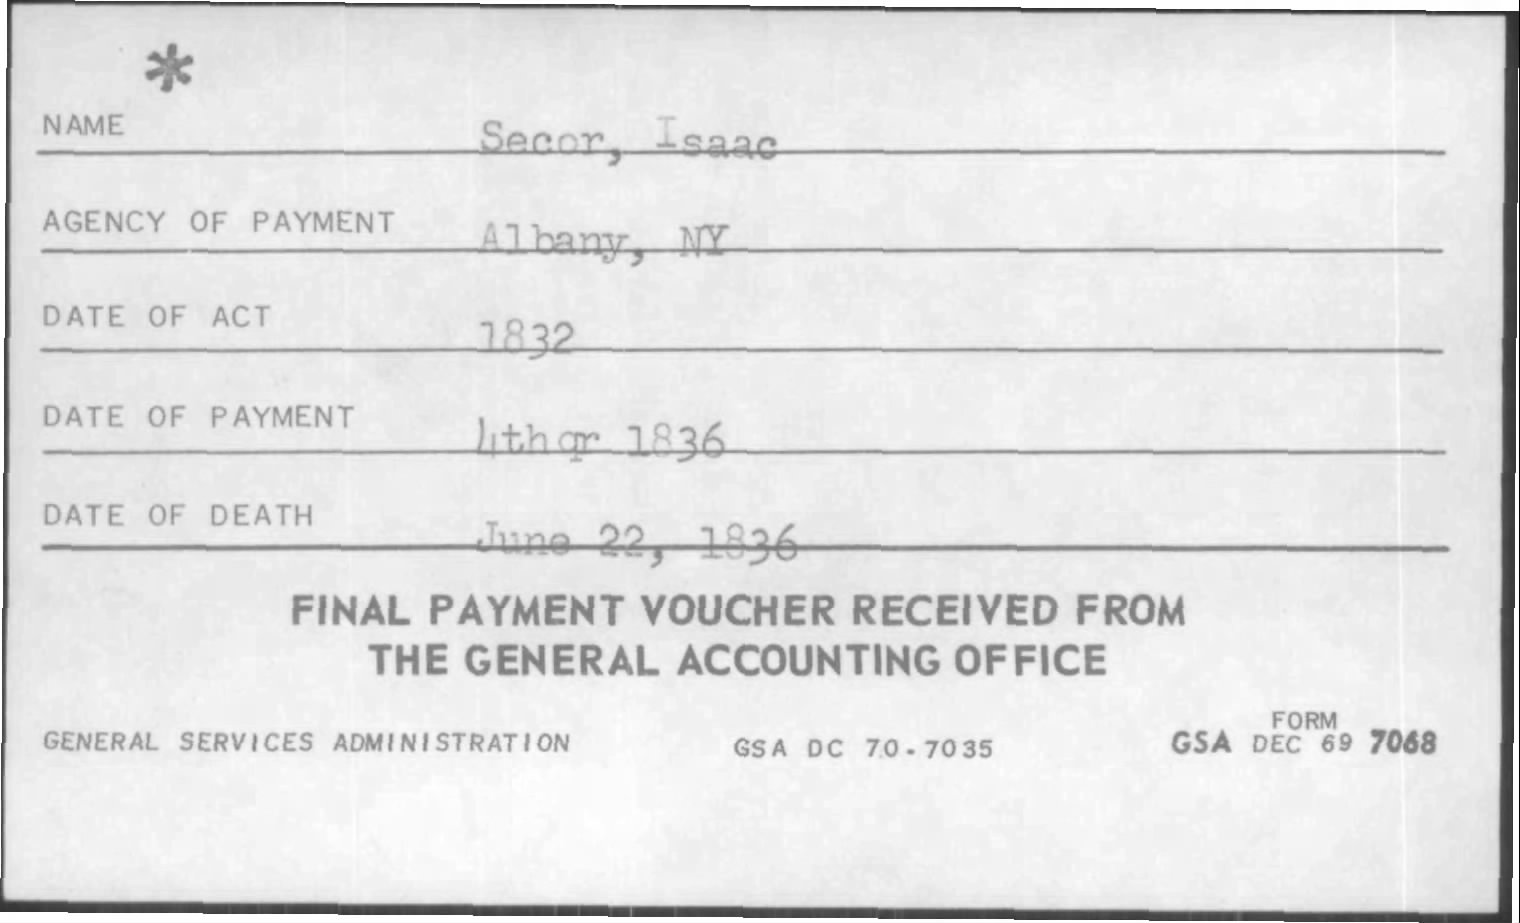 *
NAME Secor, Isaac
AGENCY OF PAYMENT Albany, NY
DATE OF ACT 1832
DATE OF PAYMENT 4th qr 1836
DATE OF DEATH June 22, 1836
FINAL PAYMENT VOUCHER RECEIVED FROM
THE GENERAL ACCOUNTING OFFICE
GENERAL SERVICES ADMINISTRATION GSA DC 70-7035 GSA FORM DEC 69 7068